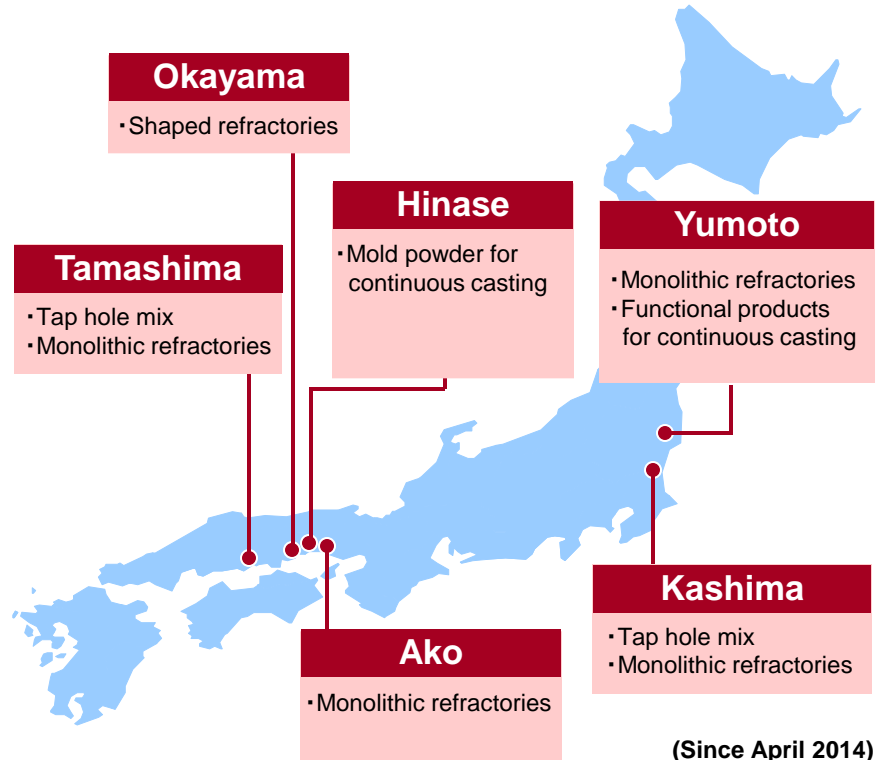 Okayama
・Shaped refractories
Hinase
・Mold powder for
continuous casting
Yumoto
・Monolithic refractories
・Functional products
for continuous casting
Tamashima
・Tap hole mix
・Monolithic refractories
Kashima
・Tap hole mix
・Monolithic refractories
Ako
・Monolithic refractories
(Since April 2014)